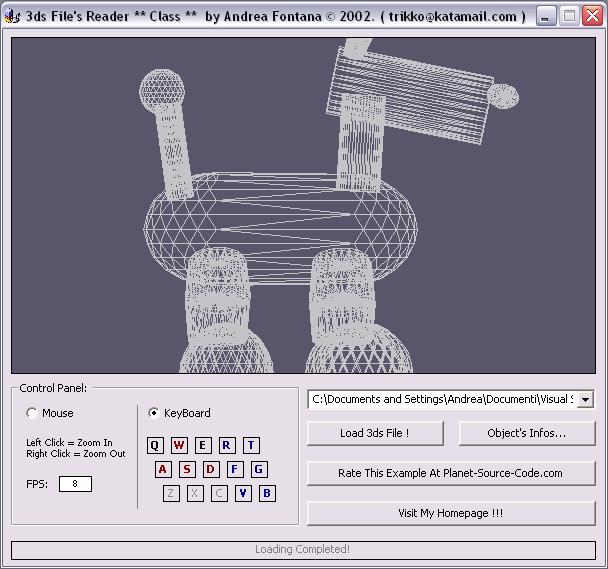 3ds File's Reader ** Class ** by Andrea Fontana © 2002. ( trikko@katamail.com )
Control Panel:
Mouse
KeyBoard
Left Click = Zoom In
Right Click = Zoom Out
FPS: 8
Q W E R T
A S D F G
Z X C V B
C:\Documents and Settings\Andrea\Documenti\Visual S
Load 3ds File !
Object's Infos...
Rate This Example At Planet-Source-Code.com
Visit My Homepage !!!
Loading Completed!